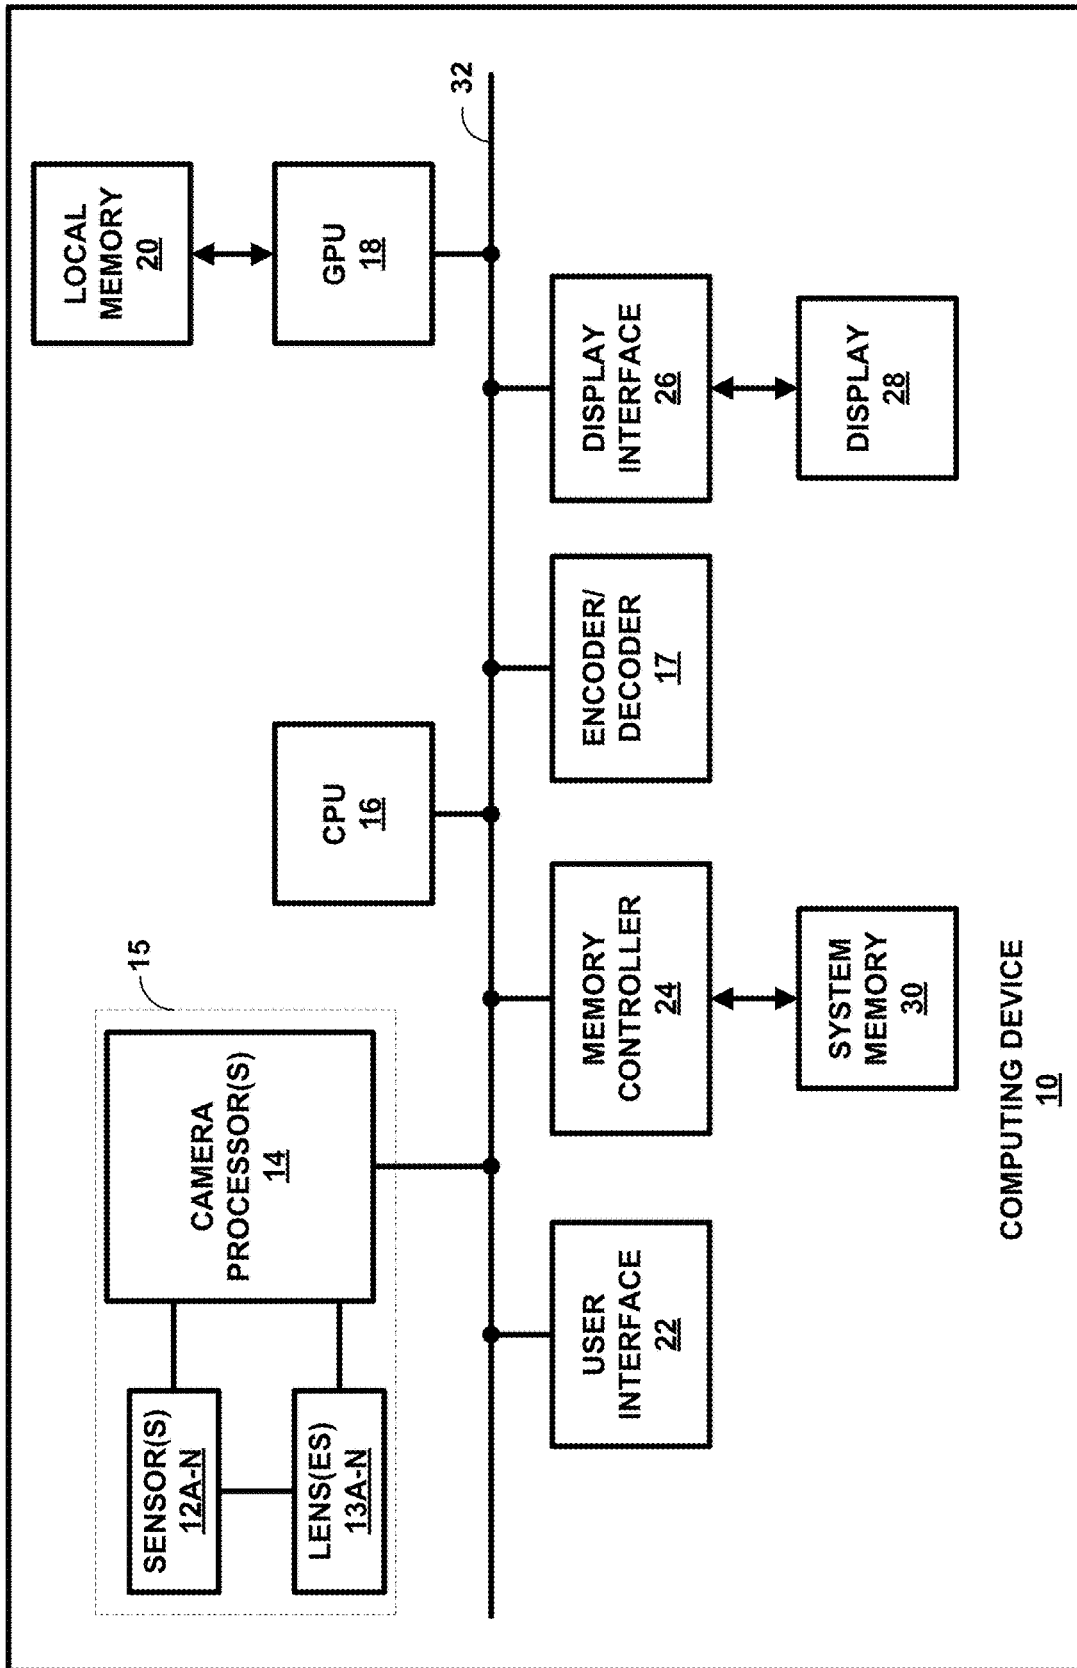 15
SENSOR(S)
12A-N
LENS(ES)
13A-N
CAMERA
PROCESSOR(S)
14
CPU
16
LOCAL
MEMORY
20
GPU
18
32
USER
INTERFACE
22
MEMORY
CONTROLLER
24
ENCODER/
DECODER
17
DISPLAY
INTERFACE
26
SYSTEM
MEMORY
30
DISPLAY
28
COMPUTING DEVICE
10